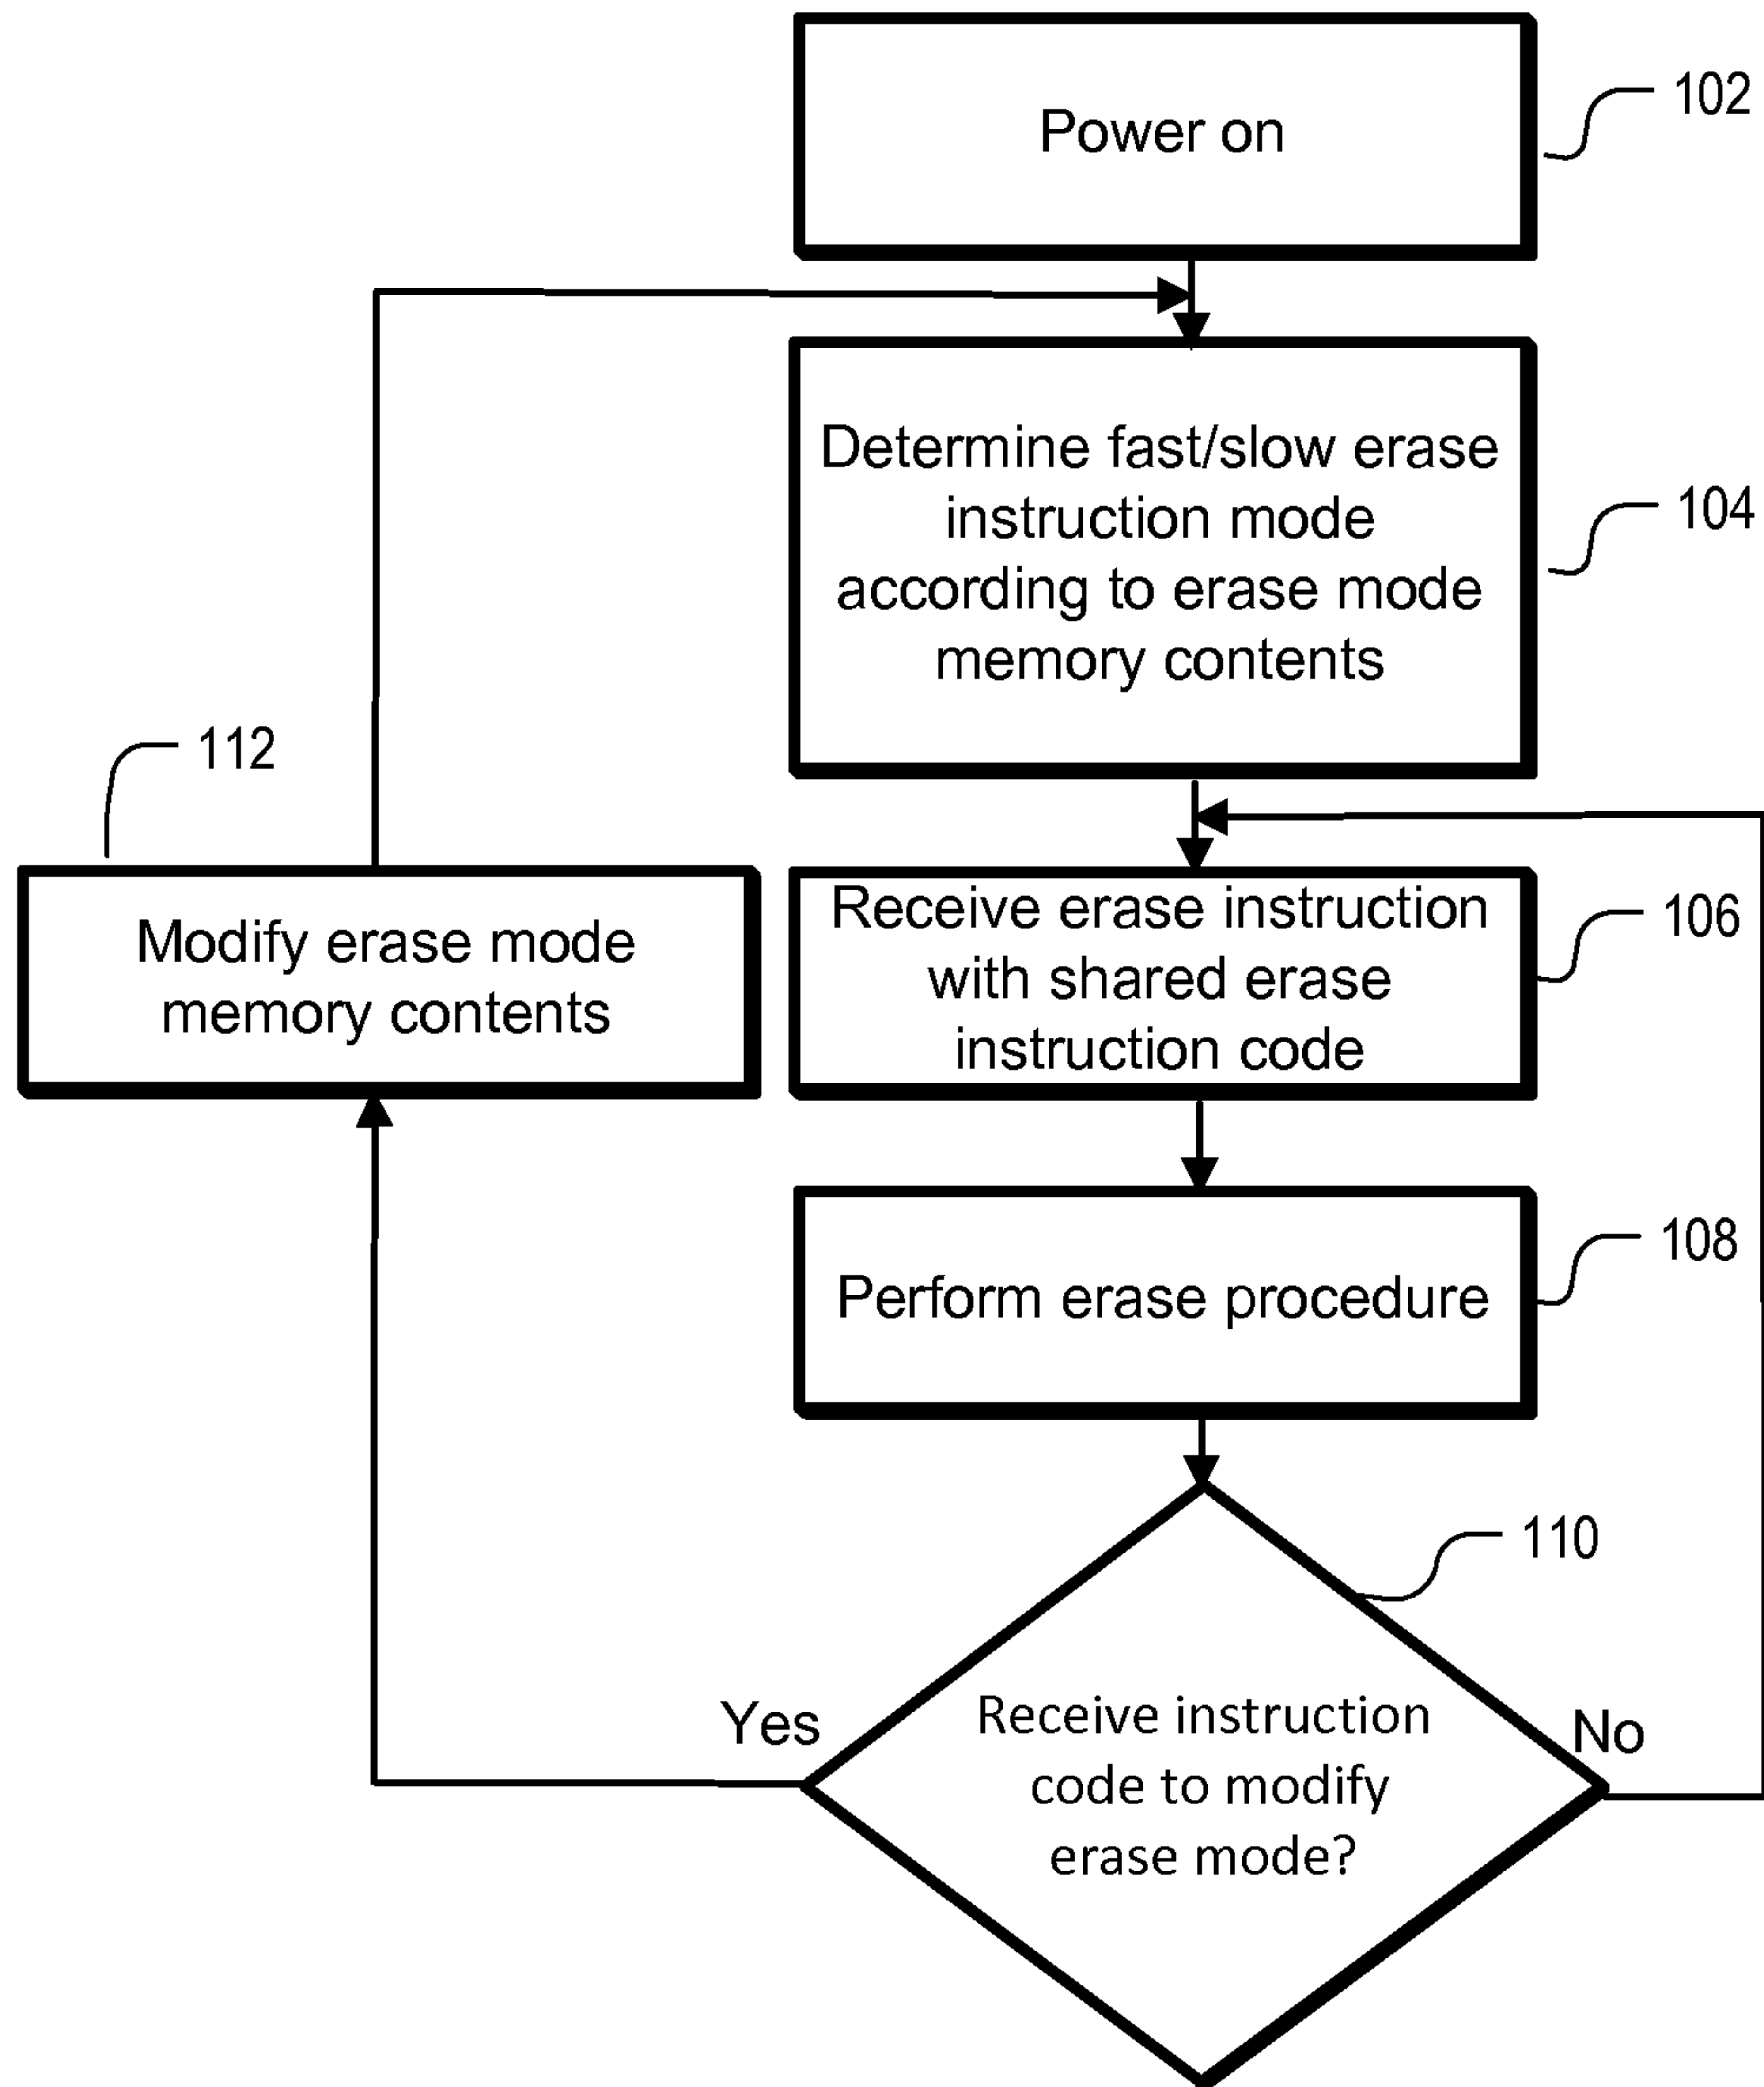 Power on
102
Determine fast/slow erase
instruction mode
according to erase mode
memory contents
104
112
Modify erase mode
memory contents
Receive erase instruction
with shared erase
instruction code
106
Perform erase procedure
108
110
Yes
Receive instruction
code to modify
erase mode?
No